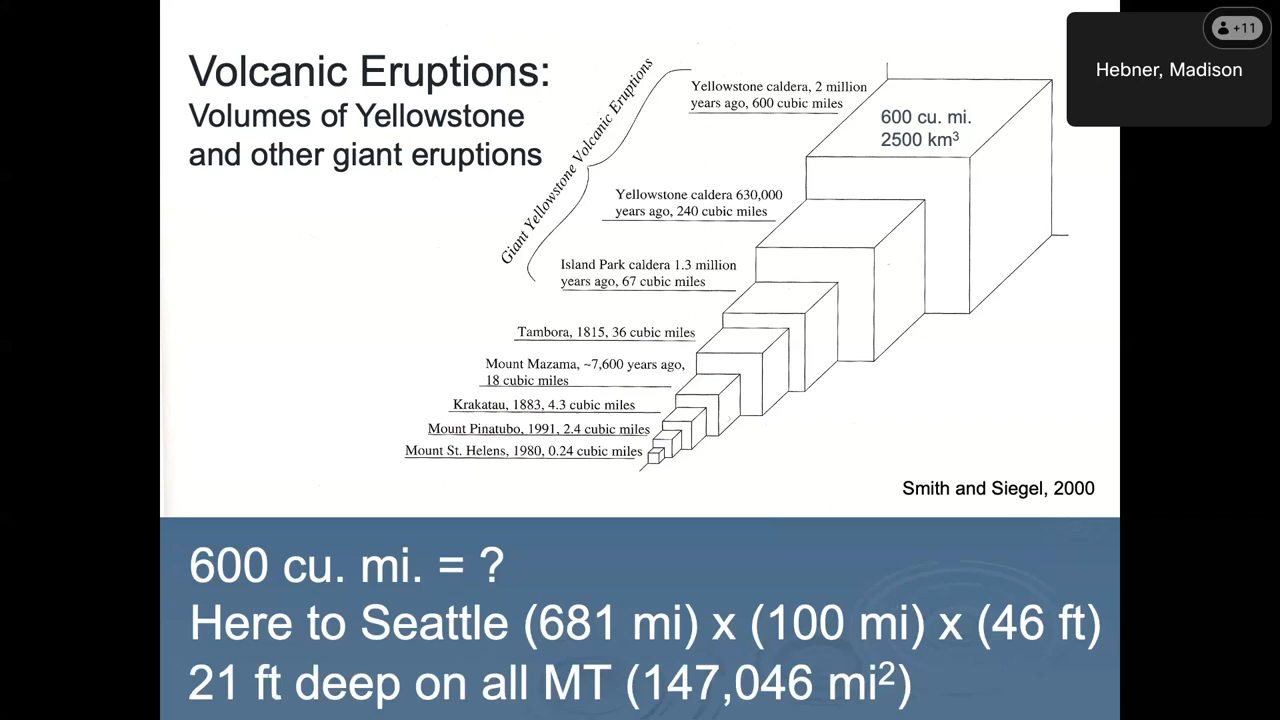 Volcanic Eruptions:
Volumes of Yellowstone
and other giant eruptions
Giant Yellowstone Volcanic Eruptions
Yellowstone caldera, 2 million
years ago, 600 cubic miles
600 cu. mi.
2500 km³
Yellowstone caldera 630,000
years ago, 240 cubic miles
Island Park caldera 1.3 million
years ago, 67 cubic miles
Tambora, 1815, 36 cubic miles
Mount Mazama, ~7,600 years ago,
18 cubic miles
Krakatau, 1883, 4.3 cubic miles
Mount Pinatubo, 1991, 2.4 cubic miles
Mount St. Helens, 1980, 0.24 cubic miles
Smith and Siegel, 2000
600 cu. mi. = ?
Here to Seattle (681 mi) x (100 mi) x (46 ft)
21 ft deep on all MT (147,046 mi²)
+11
Hebner, Madison